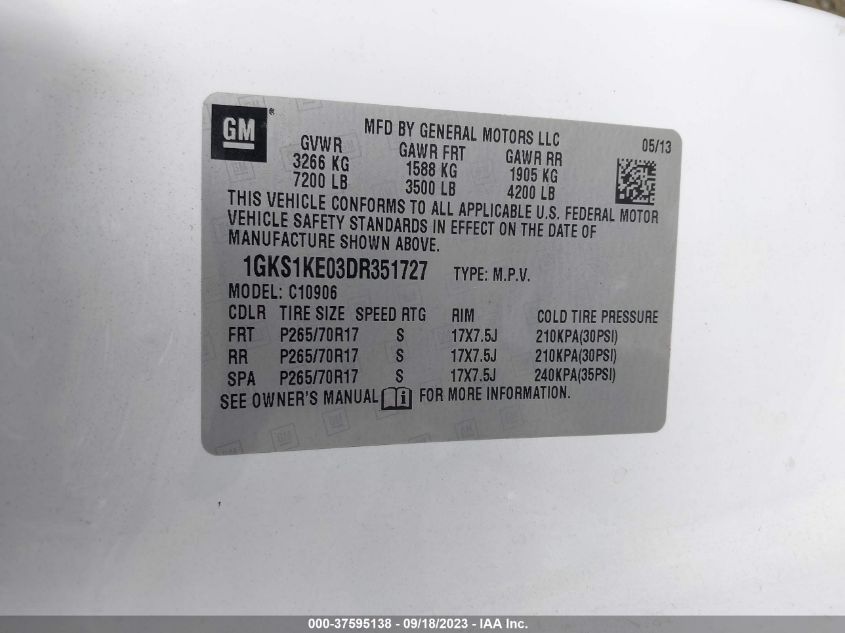 GM ®
MFD BY GENERAL MOTORS LLC 05/13
GVWR GAWR FRT GAWR RR
3266 KG 1588 KG 1905 KG
7200 LB 3500 LB 4200 LB
THIS VEHICLE CONFORMS TO ALL APPLICABLE U.S. FEDERAL MOTOR
VEHICLE SAFETY STANDARDS IN EFFECT ON THE DATE OF
MANUFACTURE SHOWN ABOVE.
1GKS1KE03DR351727 TYPE: M.P.V.
MODEL: C10906
CDLR TIRE SIZE SPEED RTG RIM COLD TIRE PRESSURE
FRT P265/70R17 S 17X7.5J 210KPA(30PSI)
RR P265/70R17 S 17X7.5J 210KPA(30PSI)
SPA P265/70R17 S 17X7.5J 240KPA(35PSI)
SEE OWNER'S MANUAL i FOR MORE INFORMATION.
000-37595138 - 09/18/2023 - IAA Inc.